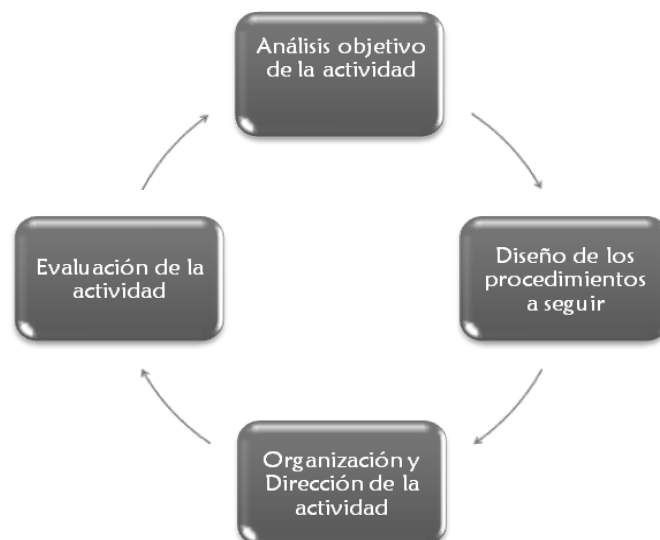 Análisis objetivo
de la actividad
Diseño de los
procedimientos
a seguir
Organización y
Dirección de la
actividad
Evaluación de la
actividad